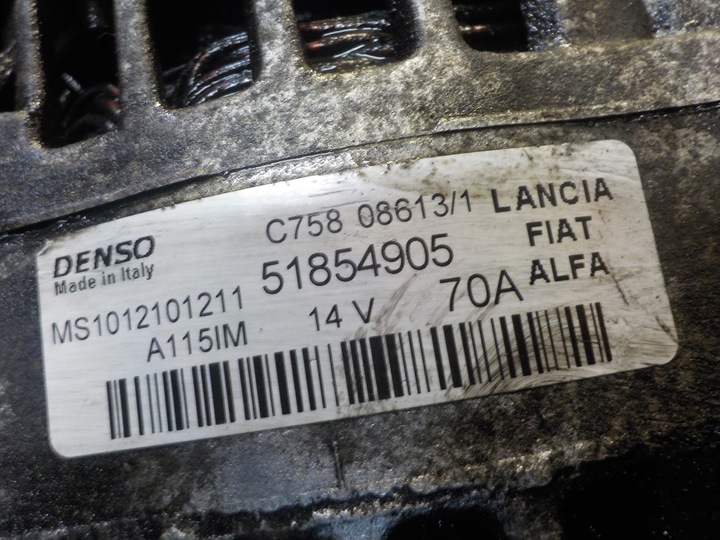 DENSO
Made in Italy
C758 08613/1
51854905
LANCIA
FIAT
ALFA
MS1012101211
A115IM
14 V
70A